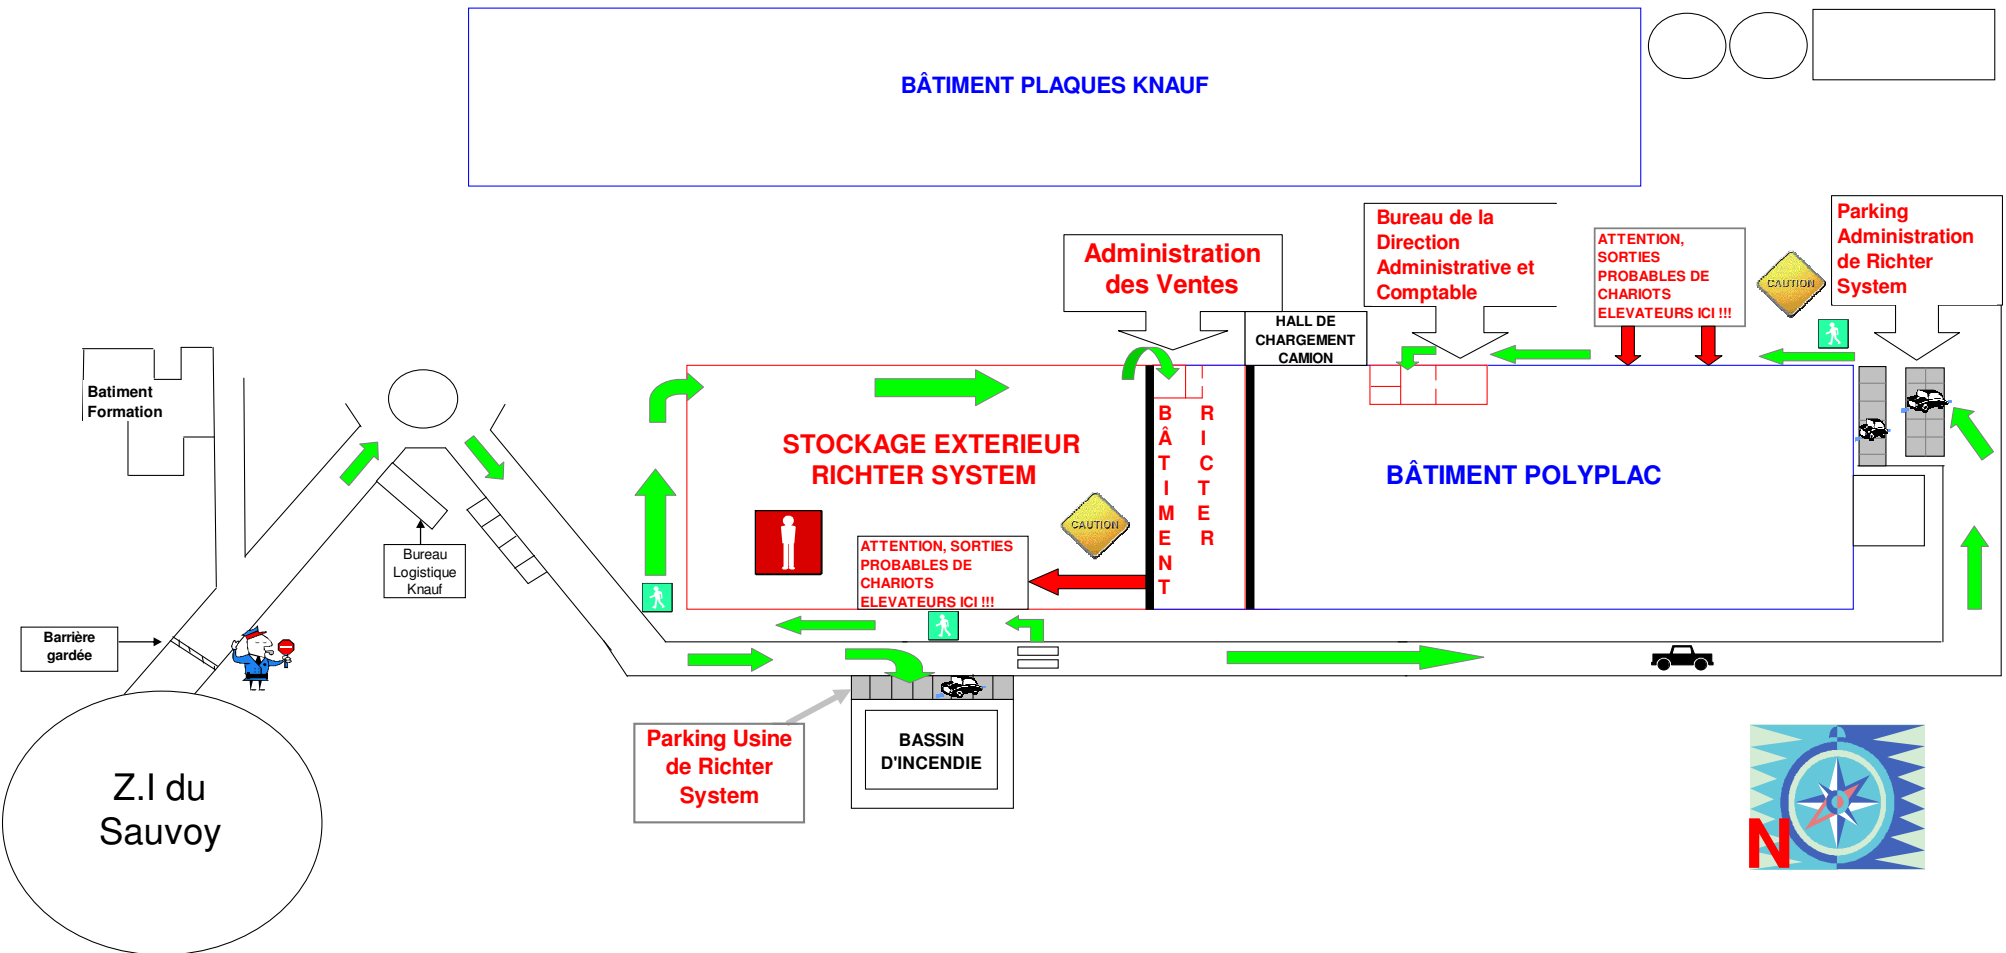 BÂTIMENT PLAQUES KNAUF
Parking
Administration
de Richter
System
Bureau de la
Direction
Administrative et
Comptable
ATTENTION,
SORTIES
PROBABLES DE
CHARIOTS
ELEVATEURS ICI !!!
CAUTION
Administration
des Ventes
HALL DE
CHARGEMENT
CAMION
Batiment
Formation
STOCKAGE EXTERIEUR
RICHTER SYSTEM
BÂTIMENT
RICTER
BÂTIMENT POLYPLAC
CAUTION
ATTENTION, SORTIES
PROBABLES DE
CHARIOTS
ELEVATEURS ICI !!!
Bureau
Logistique
Knauf
Barrière
gardée
Parking Usine
de Richter
System
BASSIN
D'INCENDIE
Z.I du
Sauvoy
N